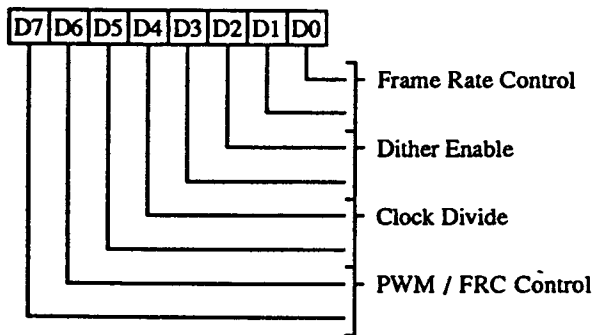 D7 D6 D5 D4 D3 D2 D1 D0
Frame Rate Control
Dither Enable
Clock Divide
PWM / FRC Control